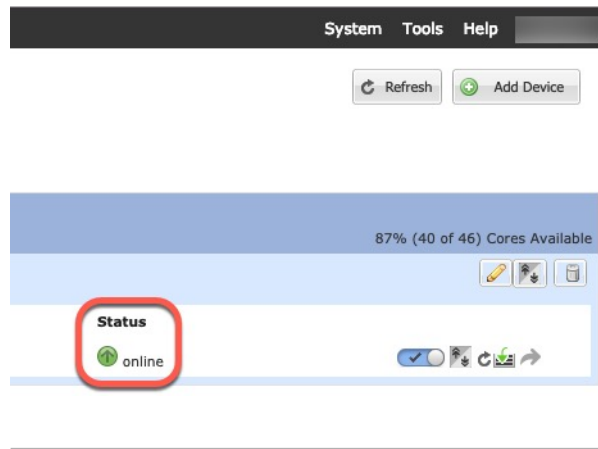 System Tools Help
Refresh Add Device
87% (40 of 46) Cores Available
Status
online